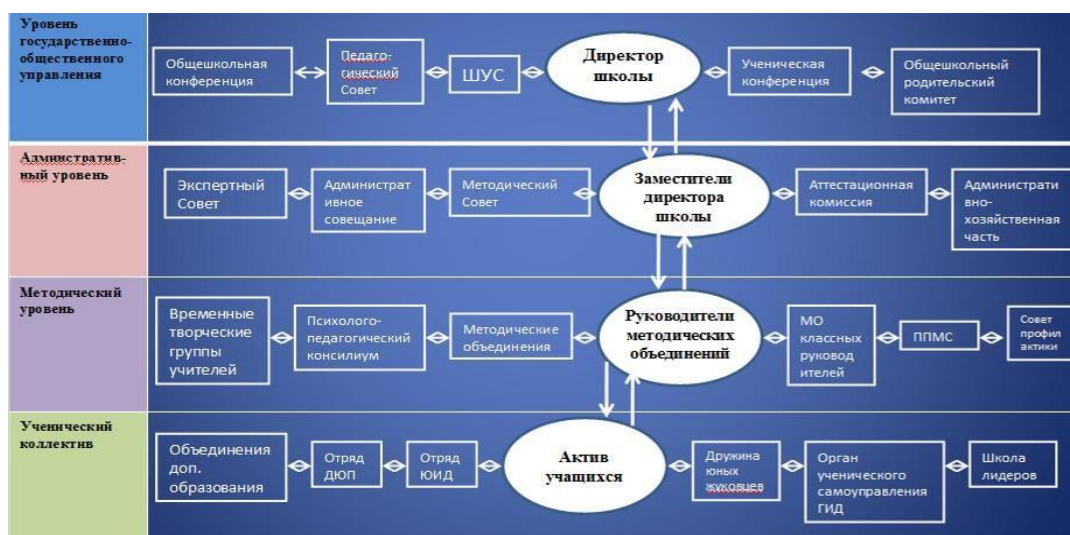 Уровень
государственно-
общественного
управления
Общешкольная
конференция
Педаго-
гический
Совет
ШУС
Директор
школы
Ученическая
конференция
Общешкольный
родительский
комитет
Админстратив-
ный уровень
Экспертный
Совет
Администрат
ивное
совещание
Методический
Совет
Заместители
директора
школы
Аттестационная
комиссия
Администрати
вно-
хозяйственная
часть
Методический
уровень
Временные
творческие
группы
учителей
Психолого-
педагогический
консилиум
Методические
объединения
Руководители
методических
объединений
МО
классных
руковод
ителей
ППМС
Совет
профил
актики
Ученический
коллектив
Объединения
доп.
образования
Отряд
ДЮП
Отряд
ЮИД
Актив
учащихся
Дружина
юных
жуковцев
Орган
ученического
самоуправления
ГИД
Школа
лидеров